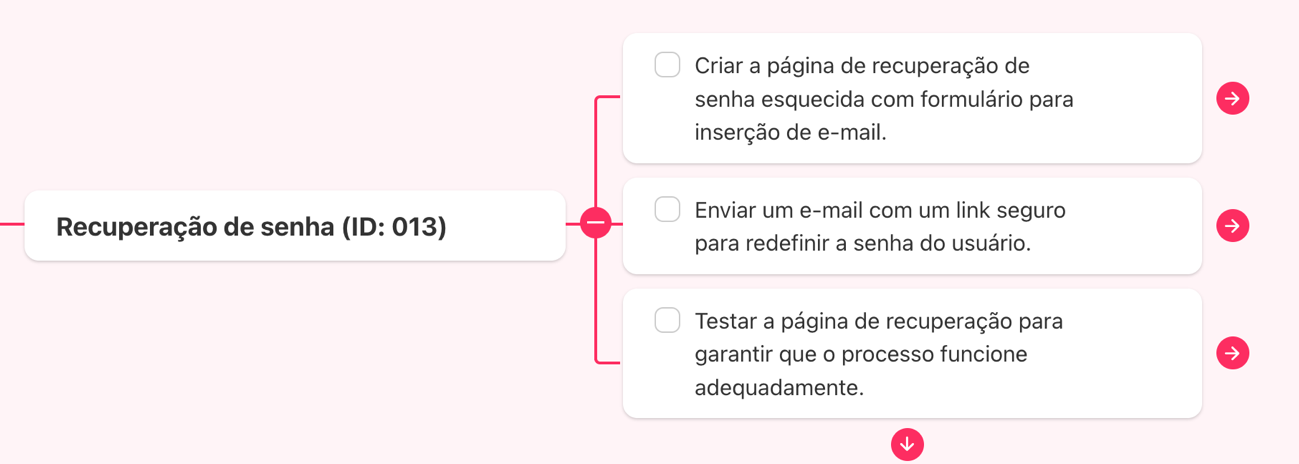 Recuperação de senha (ID: 013)
Criar a página de recuperação de
senha esquecida com formulário para
inserção de e-mail.
Enviar um e-mail com um link seguro
para redefinir a senha do usuário.
Testar a página de recuperação para
garantir que o processo funcione
adequadamente.